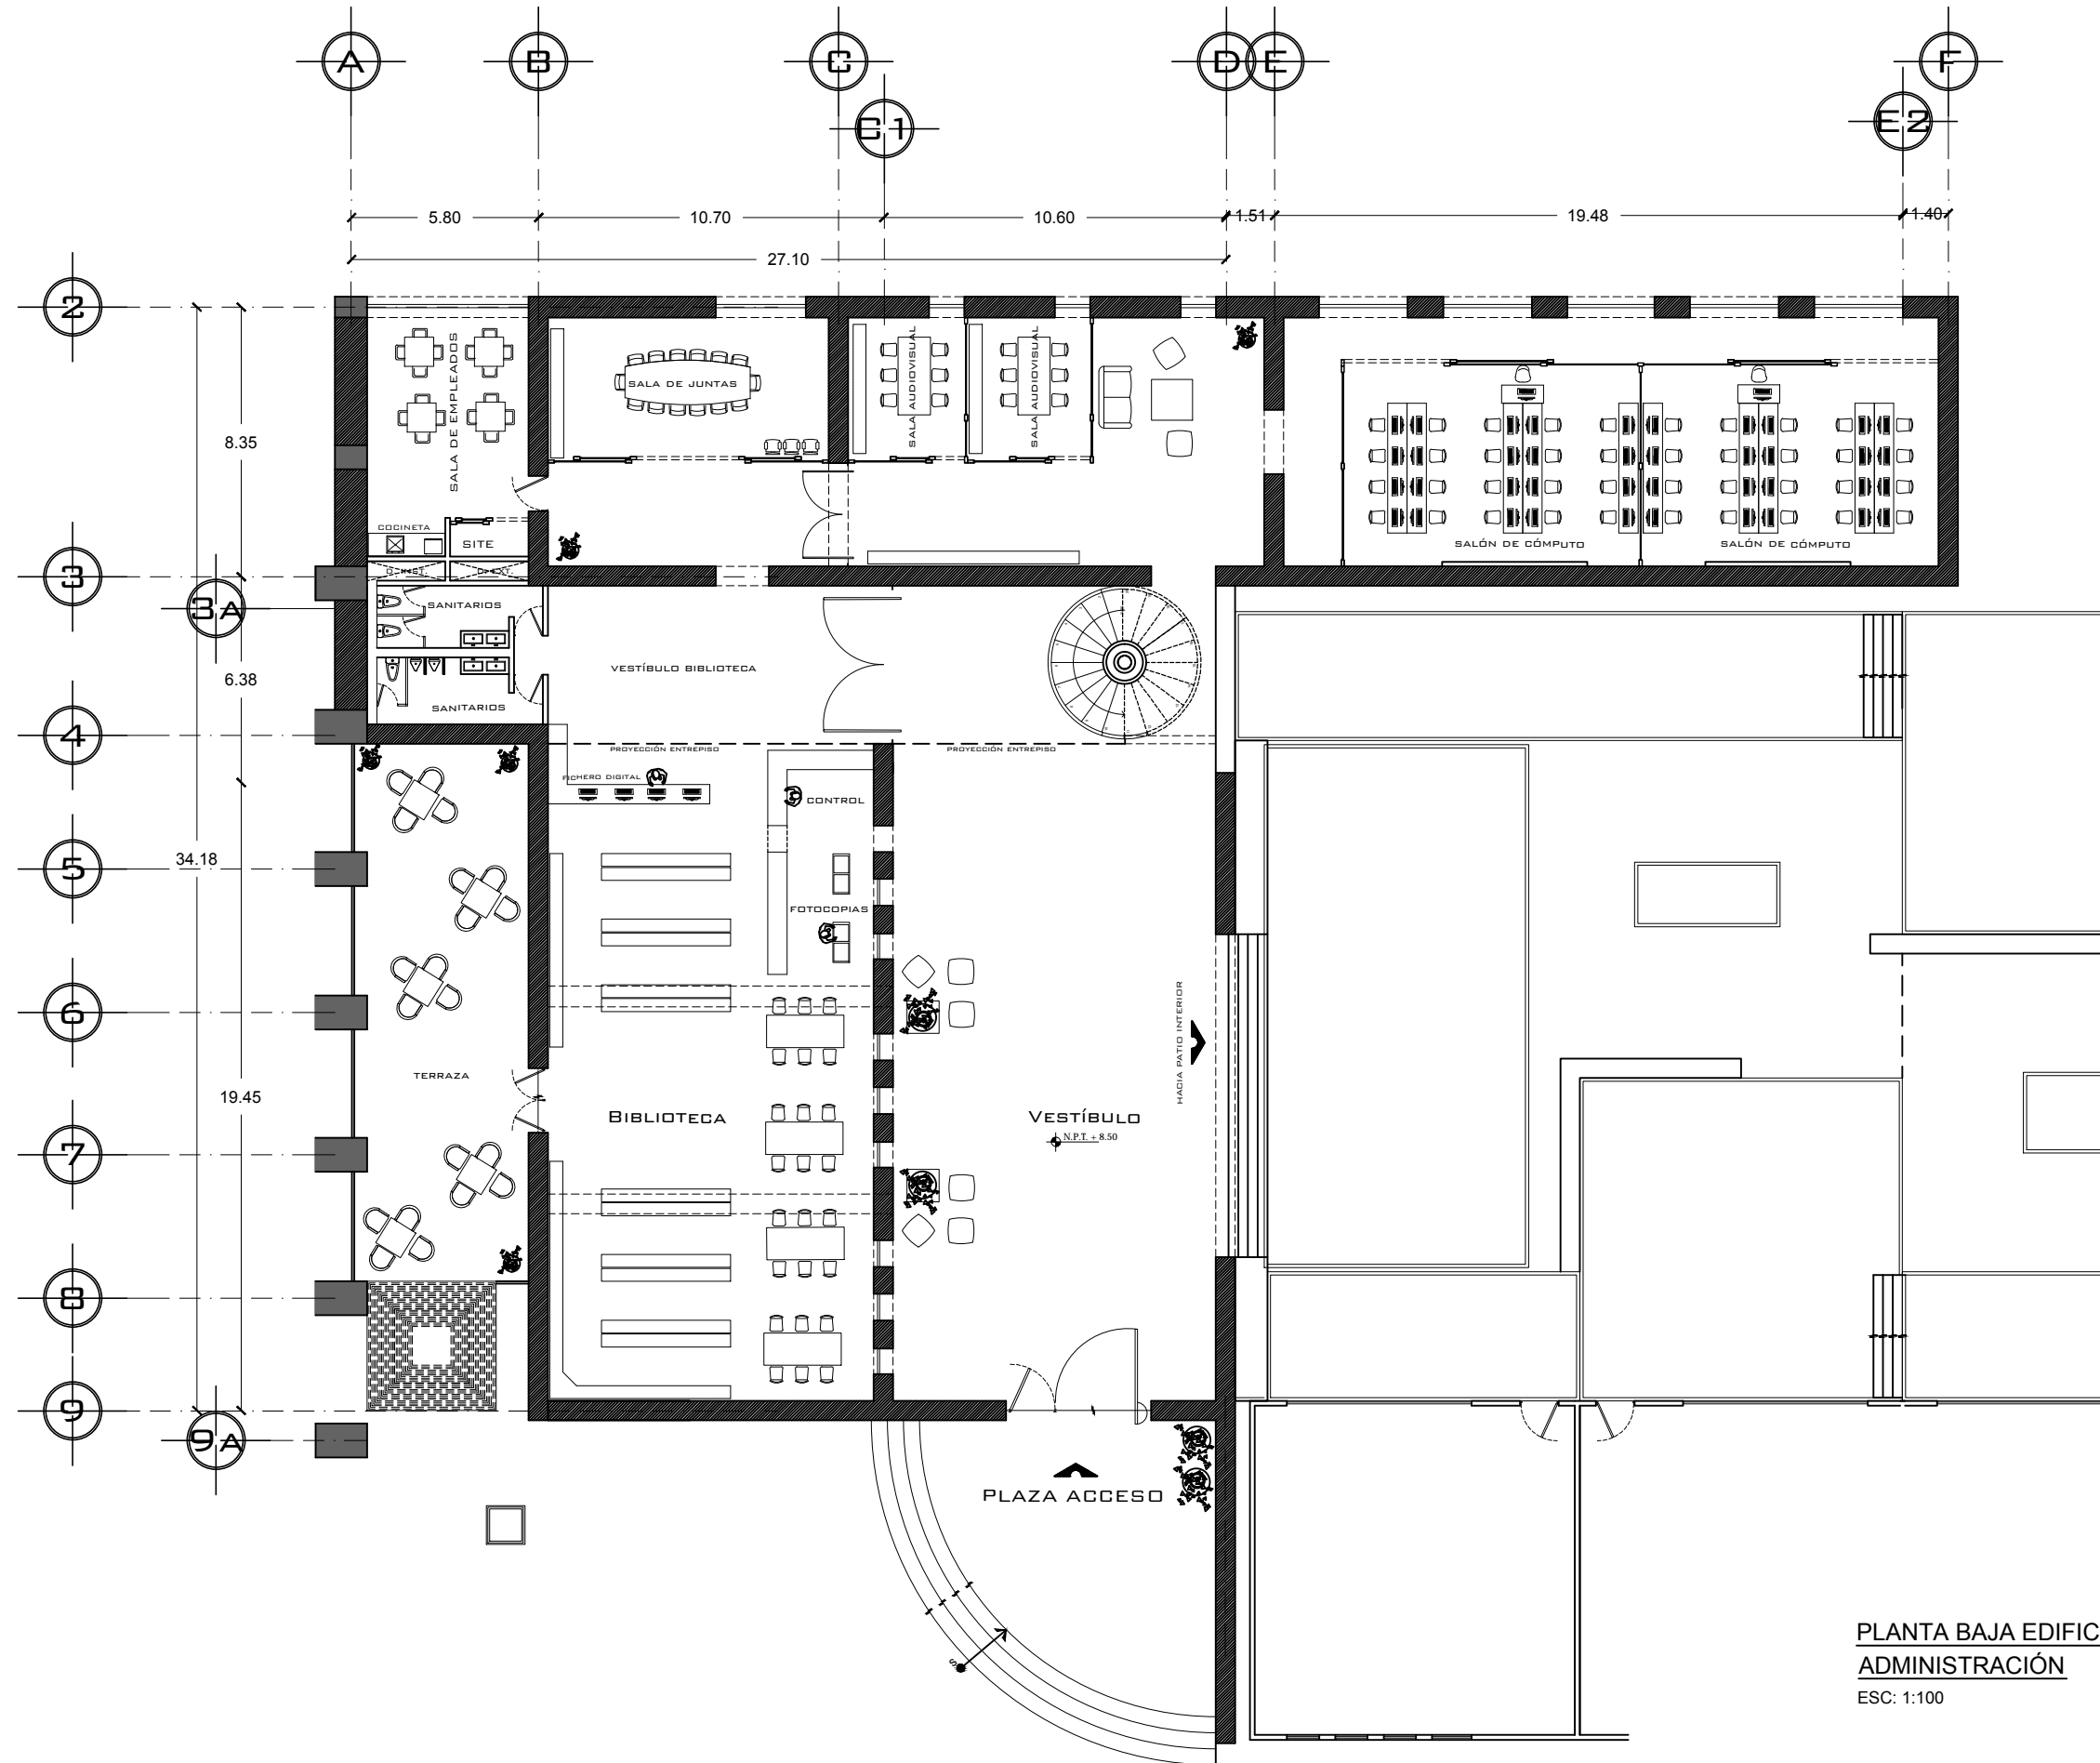 A
B
C
D
E
F
C1
E2
5.80
10.70
10.60
1.51
19.48
1.40
27.10
2
3
3A
4
5
6
7
8
9
9A
8.35
6.38
34.18
19.45
SALA DE EMPLEADOS
SALA DE JUNTAS
SALA AUDIOVISUAL
SALA AUDIOVISUAL
COCINETA
SITE
SALÓN DE CÓMPUTO
SALÓN DE CÓMPUTO
SANITARIOS
SANITARIOS
VESTÍBULO BIBLIOTECA
PROYECCIÓN ENTREPISO
PROYECCIÓN ENTREPISO
FICHERO DIGITAL
CONTROL
FOTOCOPIAS
TERRAZA
BIBLIOTECA
VESTÍBULO
N.P.T. + 8.50
HACIA PATIO INTERIOR
PLAZA ACCESO
S
PLANTA BAJA EDIFIC
ADMINISTRACIÓN
ESC: 1:100